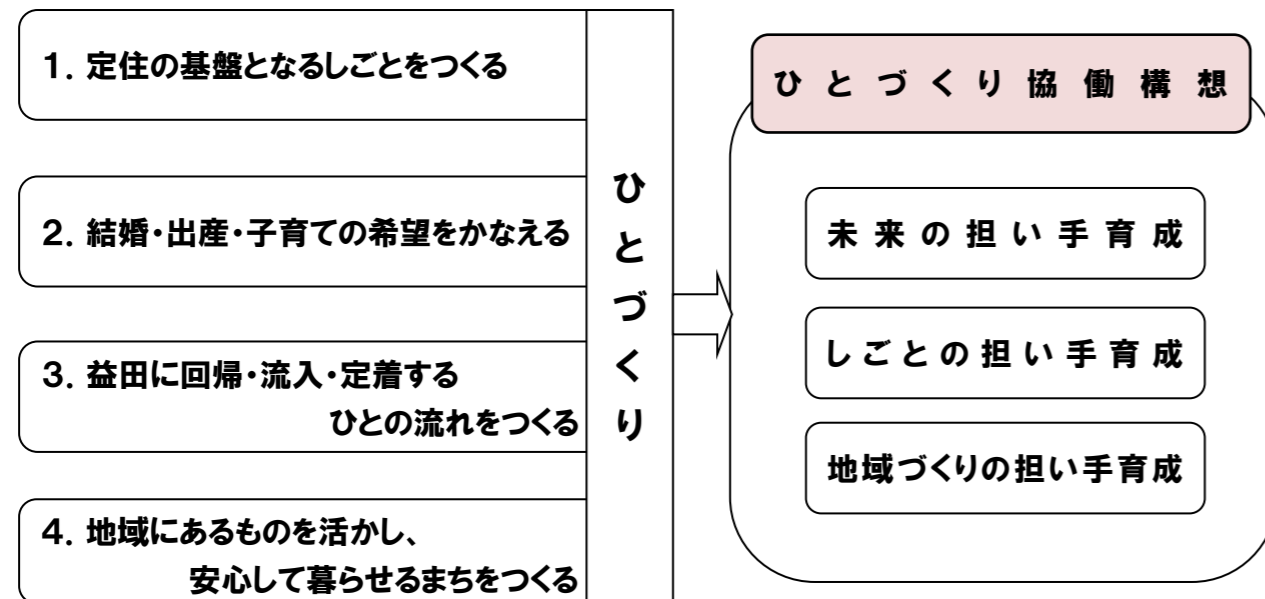 1. 定住の基盤となるしごとをつくる
2. 結婚・出産・子育ての希望をかなえる
3. 益田に回帰・流入・定着する
ひとの流れをつくる
4. 地域にあるものを活かし、
安心して暮らせるまちをつくる
ひとづくり
ひとづくり協働構想
未来の担い手育成
しごとの担い手育成
地域づくりの担い手育成